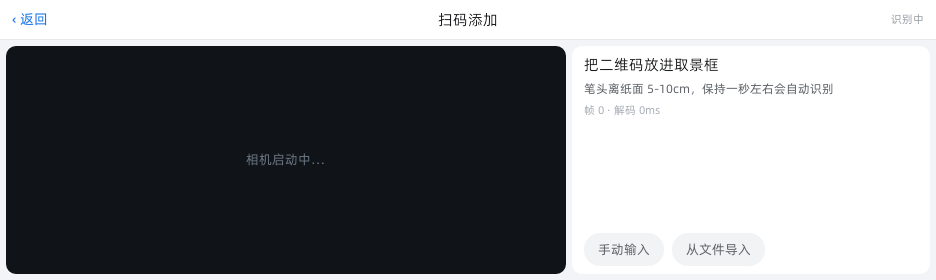 ‹ 返回
扫码添加
识别中
相机启动中...
把二维码放进取景框
笔头离纸面 5-10cm，保持一秒左右会自动识别
帧 0 · 解码 0ms
手动输入
从文件导入